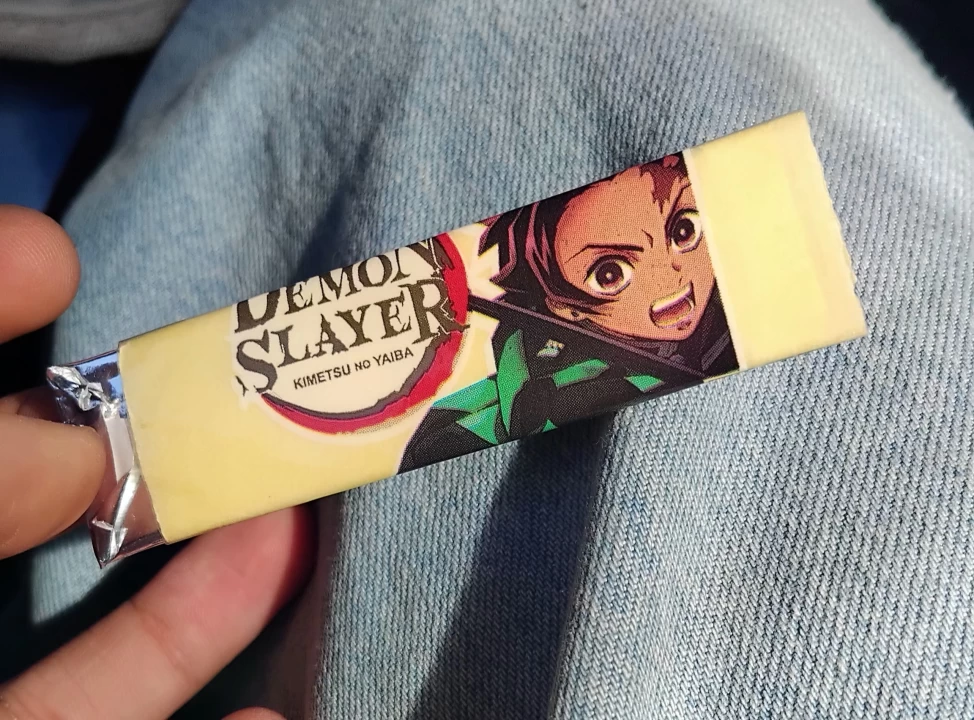 DEMON
SLAYER
KIMETSU NO YAIBA